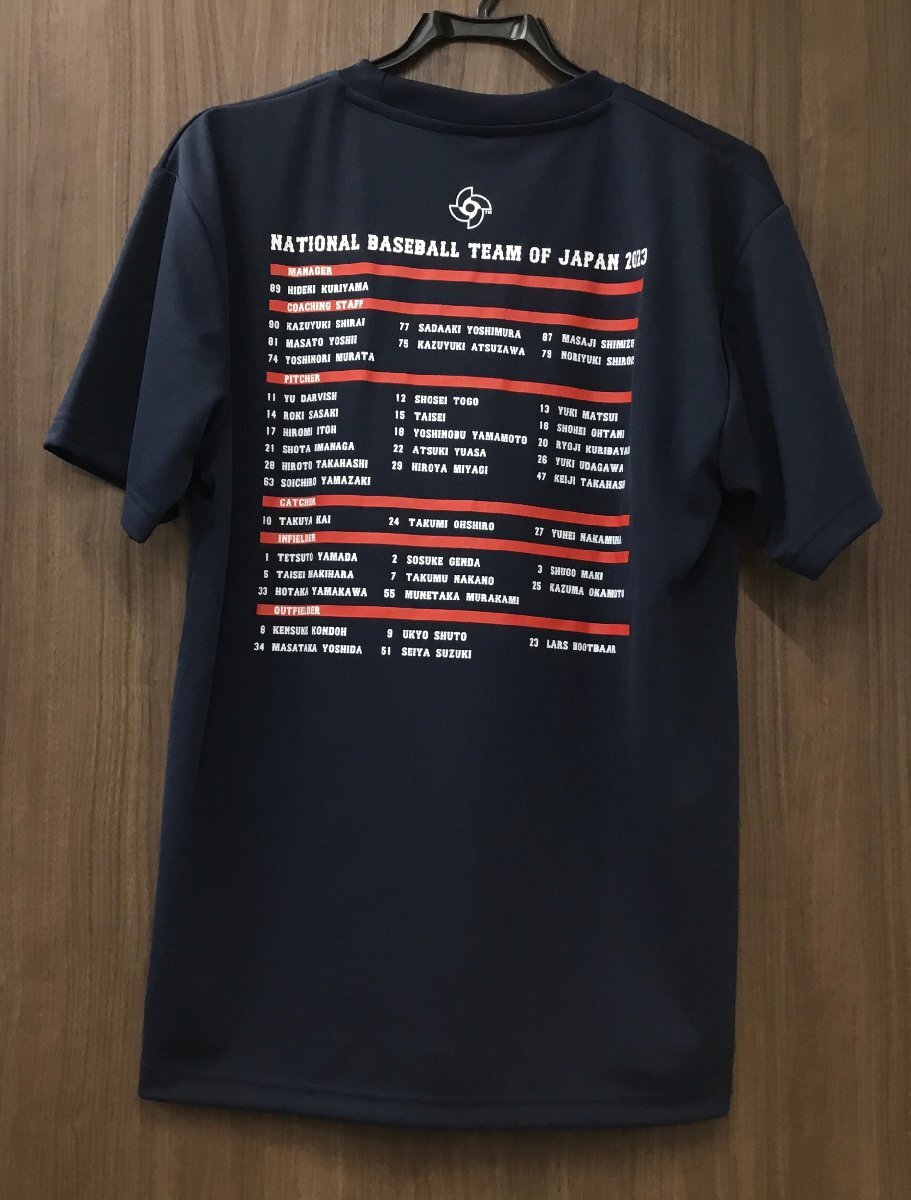 TM
NATIONAL BASEBALL TEAM OF JAPAN 2023
MANAGER
89 HIDEKI KURIYAMA
COACHING STAFF
90 KAZUYUKI SHIRAI 77 SADAAKI YOSHIMURA 87 MASAJI SHIMIZU
81 MASATO YOSHII 75 KAZUYUKI ATSUZAWA 79 NORIYUKI SHIROI
74 YOSHINORI MURATA
PITCHER
11 YU DARVISH 12 SHOSEI TOGO 13 YUKI MATSUI
14 ROKI SASAKI 15 TAISEI 16 SHOHEI OHTANI
17 HIROMI ITOH 18 YOSHINOBU YAMAMOTO 20 RYOJI KURIBAYAS
21 SHOTA IMANAGA 22 ATSUKI YUASA 26 YUKI UDAGAWA
28 HIROTO TAKAHASHI 29 HIROYA MIYAGI 47 KEIJI TAKAHASH
63 SOICHIRO YAMAZAKI
CATCHER
10 TAKUYA KAI 24 TAKUMI OHSHIRO 27 YUHEI NAKAMURA
INFIELDER
1 TETSUTO YAMADA 2 SOSUKE GENDA 3 SHUGO MAKI
5 TAISEI MAKIHARA 7 TAKUMU NAKANO 25 KAZUMA OKAMOTO
33 HOTAKA YAMAKAWA 55 MUNETAKA MURAKAMI
OUTFIELDER
8 KENSUKE KONDOH 9 UKYO SHUTO 23 LARS NOOTBAAR
34 MASATAKA YOSHIDA 51 SEIYA SUZUKI